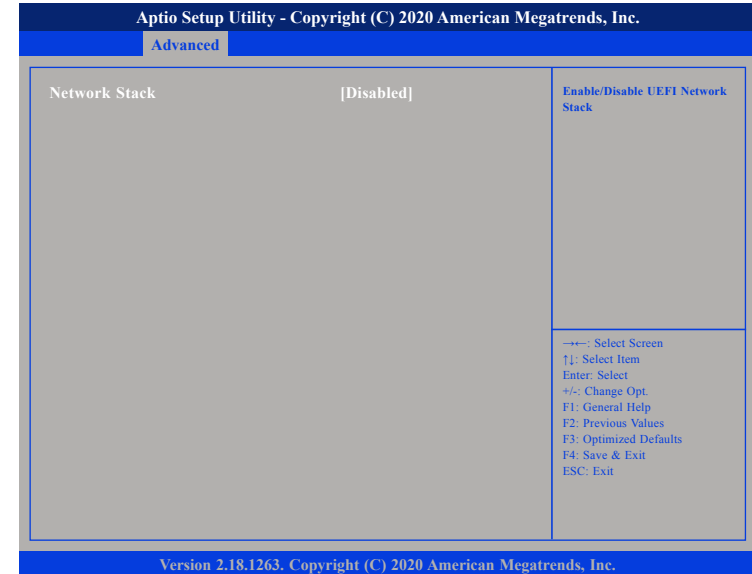 Aptio Setup Utility - Copyright (C) 2020 American Megatrends, Inc.
Advanced
Network Stack [Disabled]
Enable/Disable UEFI Network
Stack
→←: Select Screen
↑↓: Select Item
Enter: Select
+/-: Change Opt.
F1: General Help
F2: Previous Values
F3: Optimized Defaults
F4: Save & Exit
ESC: Exit
Version 2.18.1263. Copyright (C) 2020 American Megatrends, Inc.